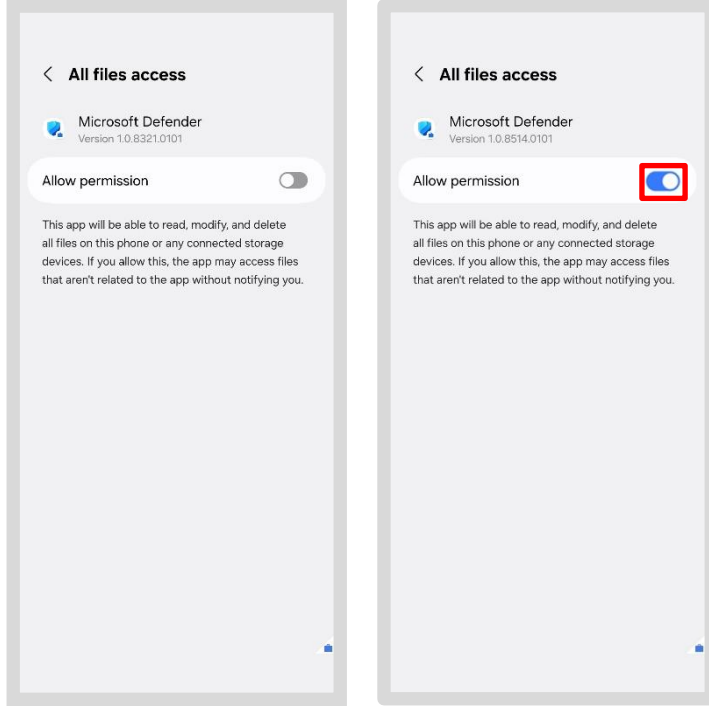 All files access
Microsoft Defender
Version 1.0.8321.0101
Allow permission
This app will be able to read, modify, and delete
all files on this phone or any connected storage
devices. If you allow this, the app may access files
that aren't related to the app without notifying you.
All files access
Microsoft Defender
Version 1.0.8514.0101
Allow permission
This app will be able to read, modify, and delete
all files on this phone or any connected storage
devices. If you allow this, the app may access files
that aren't related to the app without notifying you.